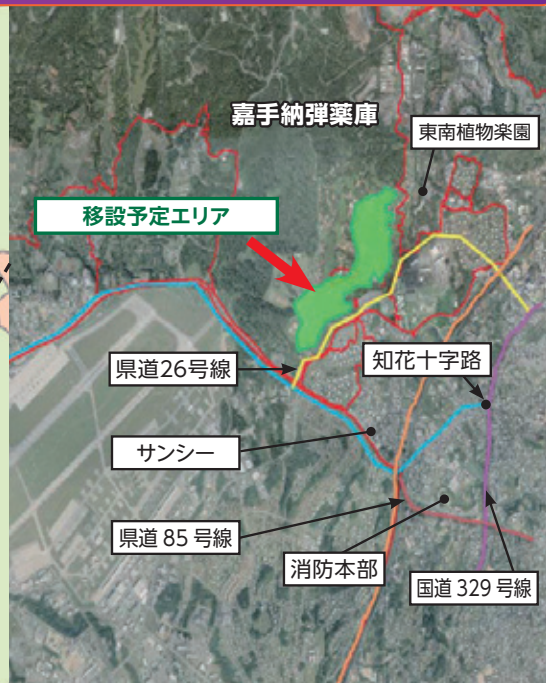 嘉手納弾薬庫
東南植物楽園
移設予定エリア
県道26号線
知花十字路
サンシー
県道 85 号線
消防本部
国道 329 号線